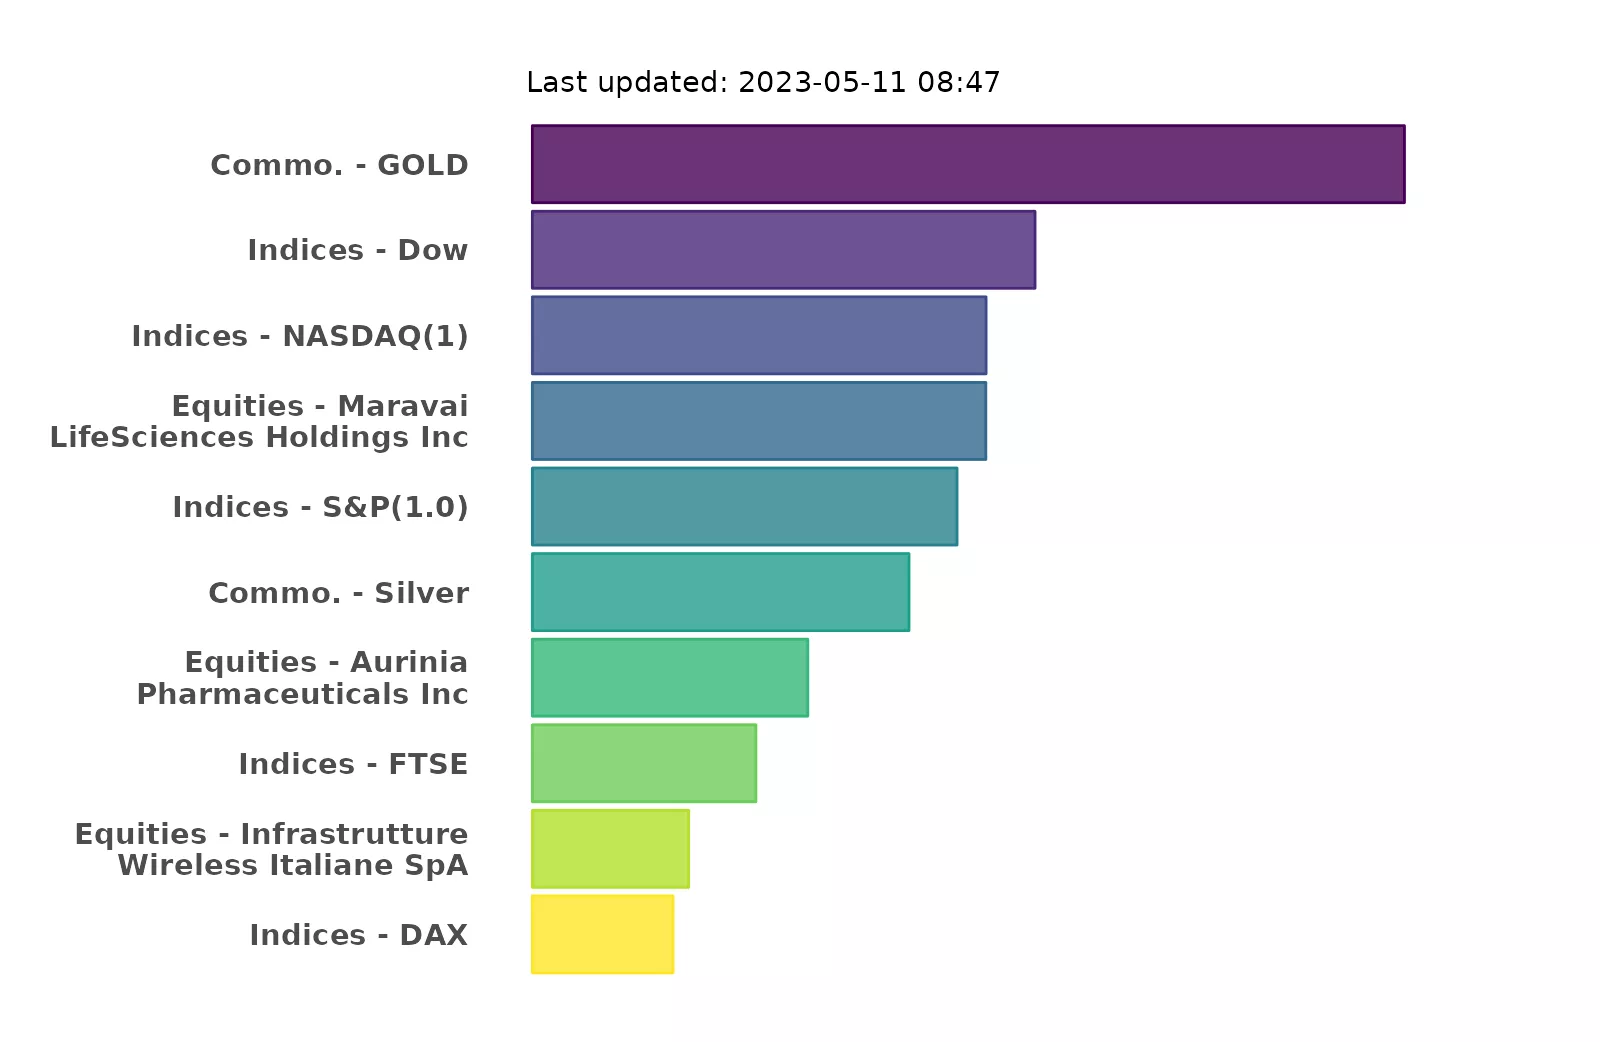 Last updated: 2023-05-11 08:47
Commo. - GOLD
Indices - Dow
Indices - NASDAQ(1)
Equities - Maravai
LifeSciences Holdings Inc
Indices - S&P(1.0)
Commo. - Silver
Equities - Aurinia
Pharmaceuticals Inc
Indices - FTSE
Equities - Infrastrutture
Wireless Italiane SpA
Indices - DAX